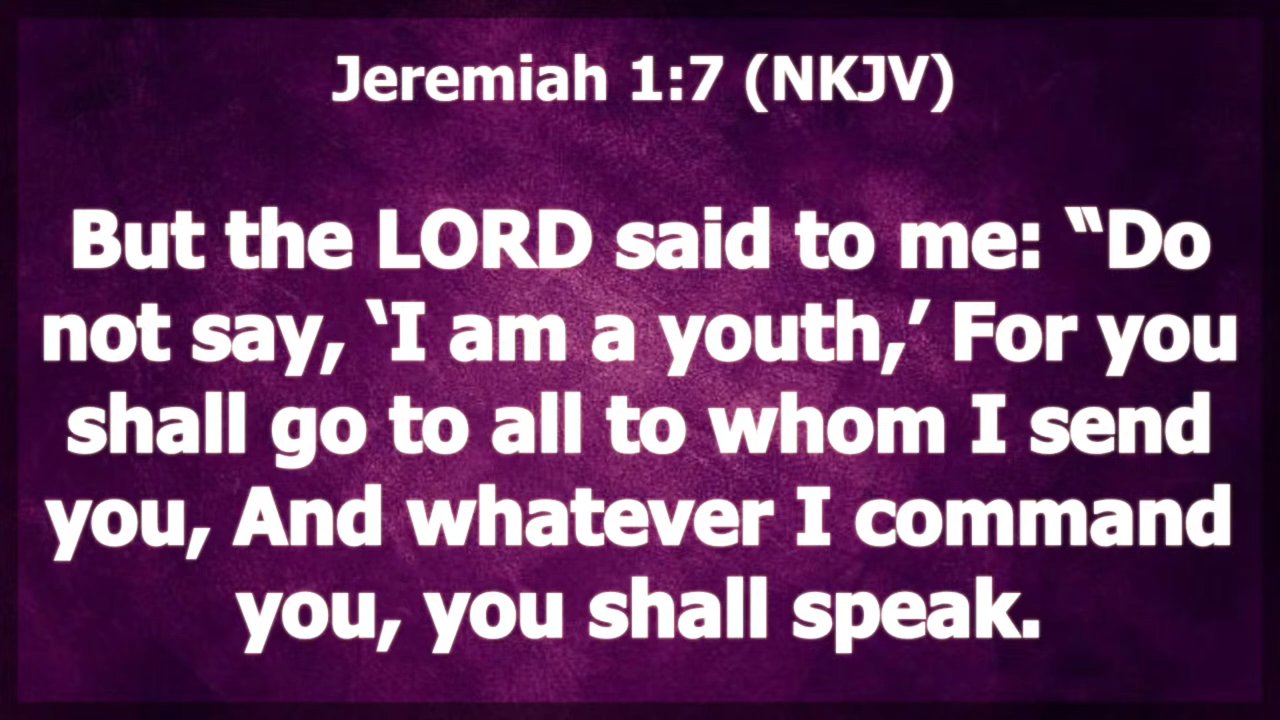 Jeremiah 1:7 (NKJV)
But the LORD said to me: “Do
not say, ‘I am a youth,’ For you
shall go to all to whom I send
you, And whatever I command
you, you shall speak.